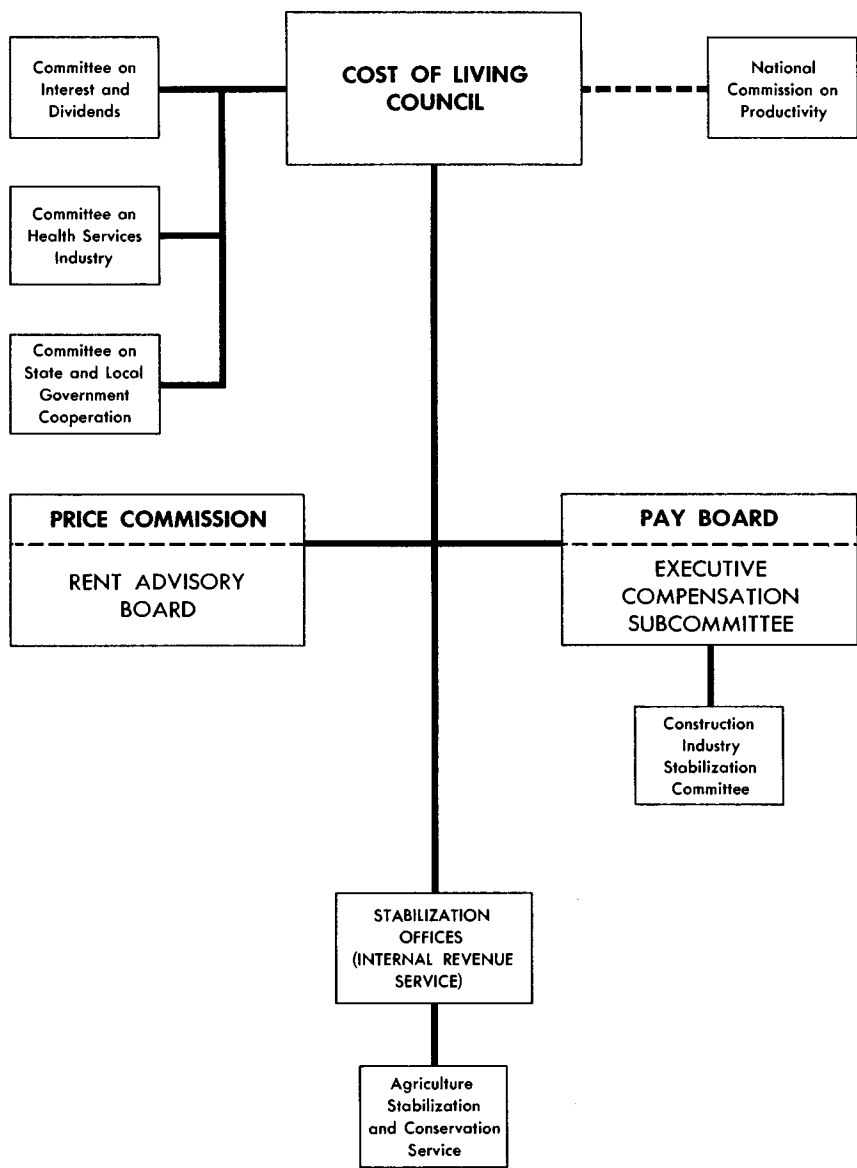 Committee on
Interest and
Dividends
COST OF LIVING
COUNCIL
National
Commission on
Productivity
Committee an
Health Services
Industry
Committee on
State and Local
Government
Cooperation
PRICE COMMISSION
RENT ADVISORY
BOARD
PAY BOARD
EXECUTIVE
COMPENSATION
SUBCOMMITTEE
Construction
Industry
Stabilization
Committee
STABILIZATION
OFFICES
(INTERNAL REVENUE
SERVICE)
Agriculture
Stabilization
and Conservation
Service